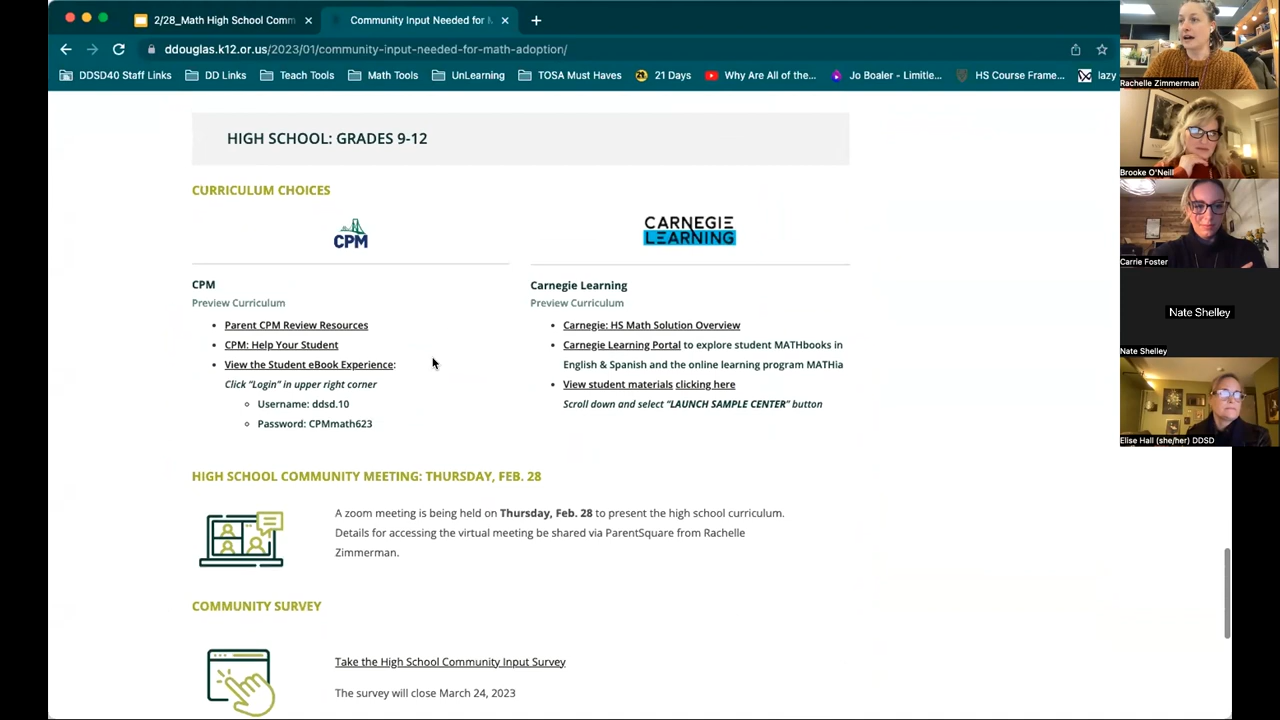 2/28_Math High School Comm
Community Input Needed for M
ddouglas.k12.or.us/2023/01/community-input-needed-for-math-adoption/
DDSD40 Staff Links
DD Links
Teach Tools
Math Tools
UnLearning
TOSA Must Haves
21 Days
Why Are All of the...
Jo Boaler - Limitle...
HS Course Frame...
lazy
HIGH SCHOOL: GRADES 9-12
CURRICULUM CHOICES
CPM
CARNEGIE
LEARNING
CPM
Preview Curriculum
• Parent CPM Review Resources
• CPM: Help Your Student
• View the Student eBook Experience:
Click “Login” in upper right corner
Username: ddsd.10
Password: CPMmath623
Carnegie Learning
Preview Curriculum
• Carnegie: HS Math Solution Overview
• Carnegie Learning Portal to explore student MATHbooks in
English & Spanish and the online learning program MATHia
• View student materials clicking here
Scroll down and select “LAUNCH SAMPLE CENTER” button
HIGH SCHOOL COMMUNITY MEETING: THURSDAY, FEB. 28
A zoom meeting is being held on Thursday, Feb. 28 to present the high school curriculum.
Details for accessing the virtual meeting be shared via ParentSquare from Rachelle
Zimmerman.
COMMUNITY SURVEY
Take the High School Community Input Survey
The survey will close March 24, 2023
Rachelle Zimmerman
Brooke O'Neill
Carrie Foster
Nate Shelley
Nate Shelley
Elise Hall (she/her) DDSD